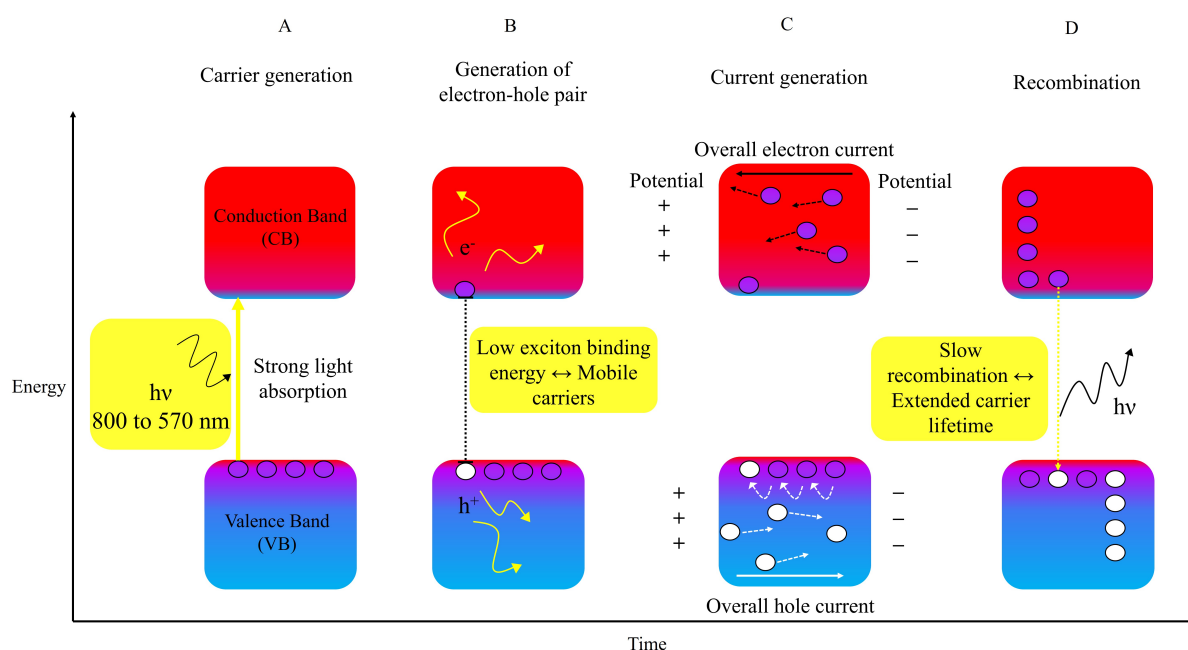 A
B
C
D
Carrier generation
Generation of
electron-hole pair
Current generation
Recombination
Energy
Conduction Band
(CB)
hν
800 to 570 nm
Strong light
absorption
Valence Band
(VB)
e⁻
Low exciton binding
energy ↔ Mobile
carriers
h⁺
Overall electron current
Potential
+
+
+
Potential
–
–
–
+
+
+
–
–
–
Overall hole current
Slow
recombination ↔
Extended carrier
lifetime
hν
Time